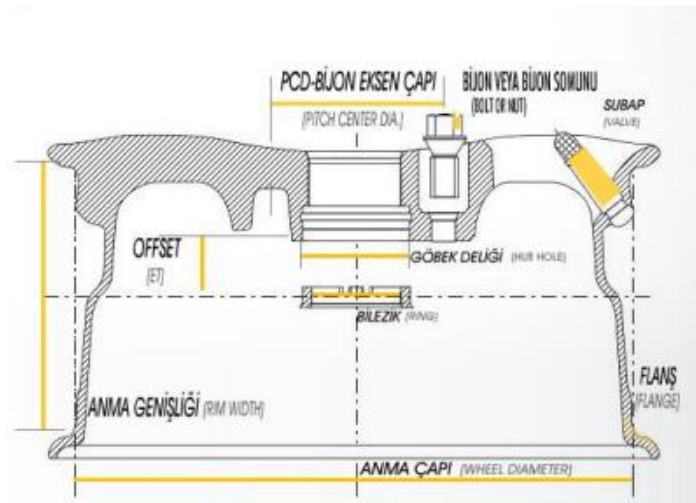 PCD-BİJON EKSEN ÇAPI
(PITCH CENTER DIA.)
BİJON VEYA BİJON SOMUNU
(BOLT OR NUT)
SUBAP
(VALVE)
OFFSET
(ET)
GÖBEK DELİĞİ (HUB HOLE)
BİLEZİK (RING)
ANMA GENİŞLİĞİ (RIM WIDTH)
FLANŞ
(FLANGE)
ANMA ÇAPI (WHEEL DIAMETER)